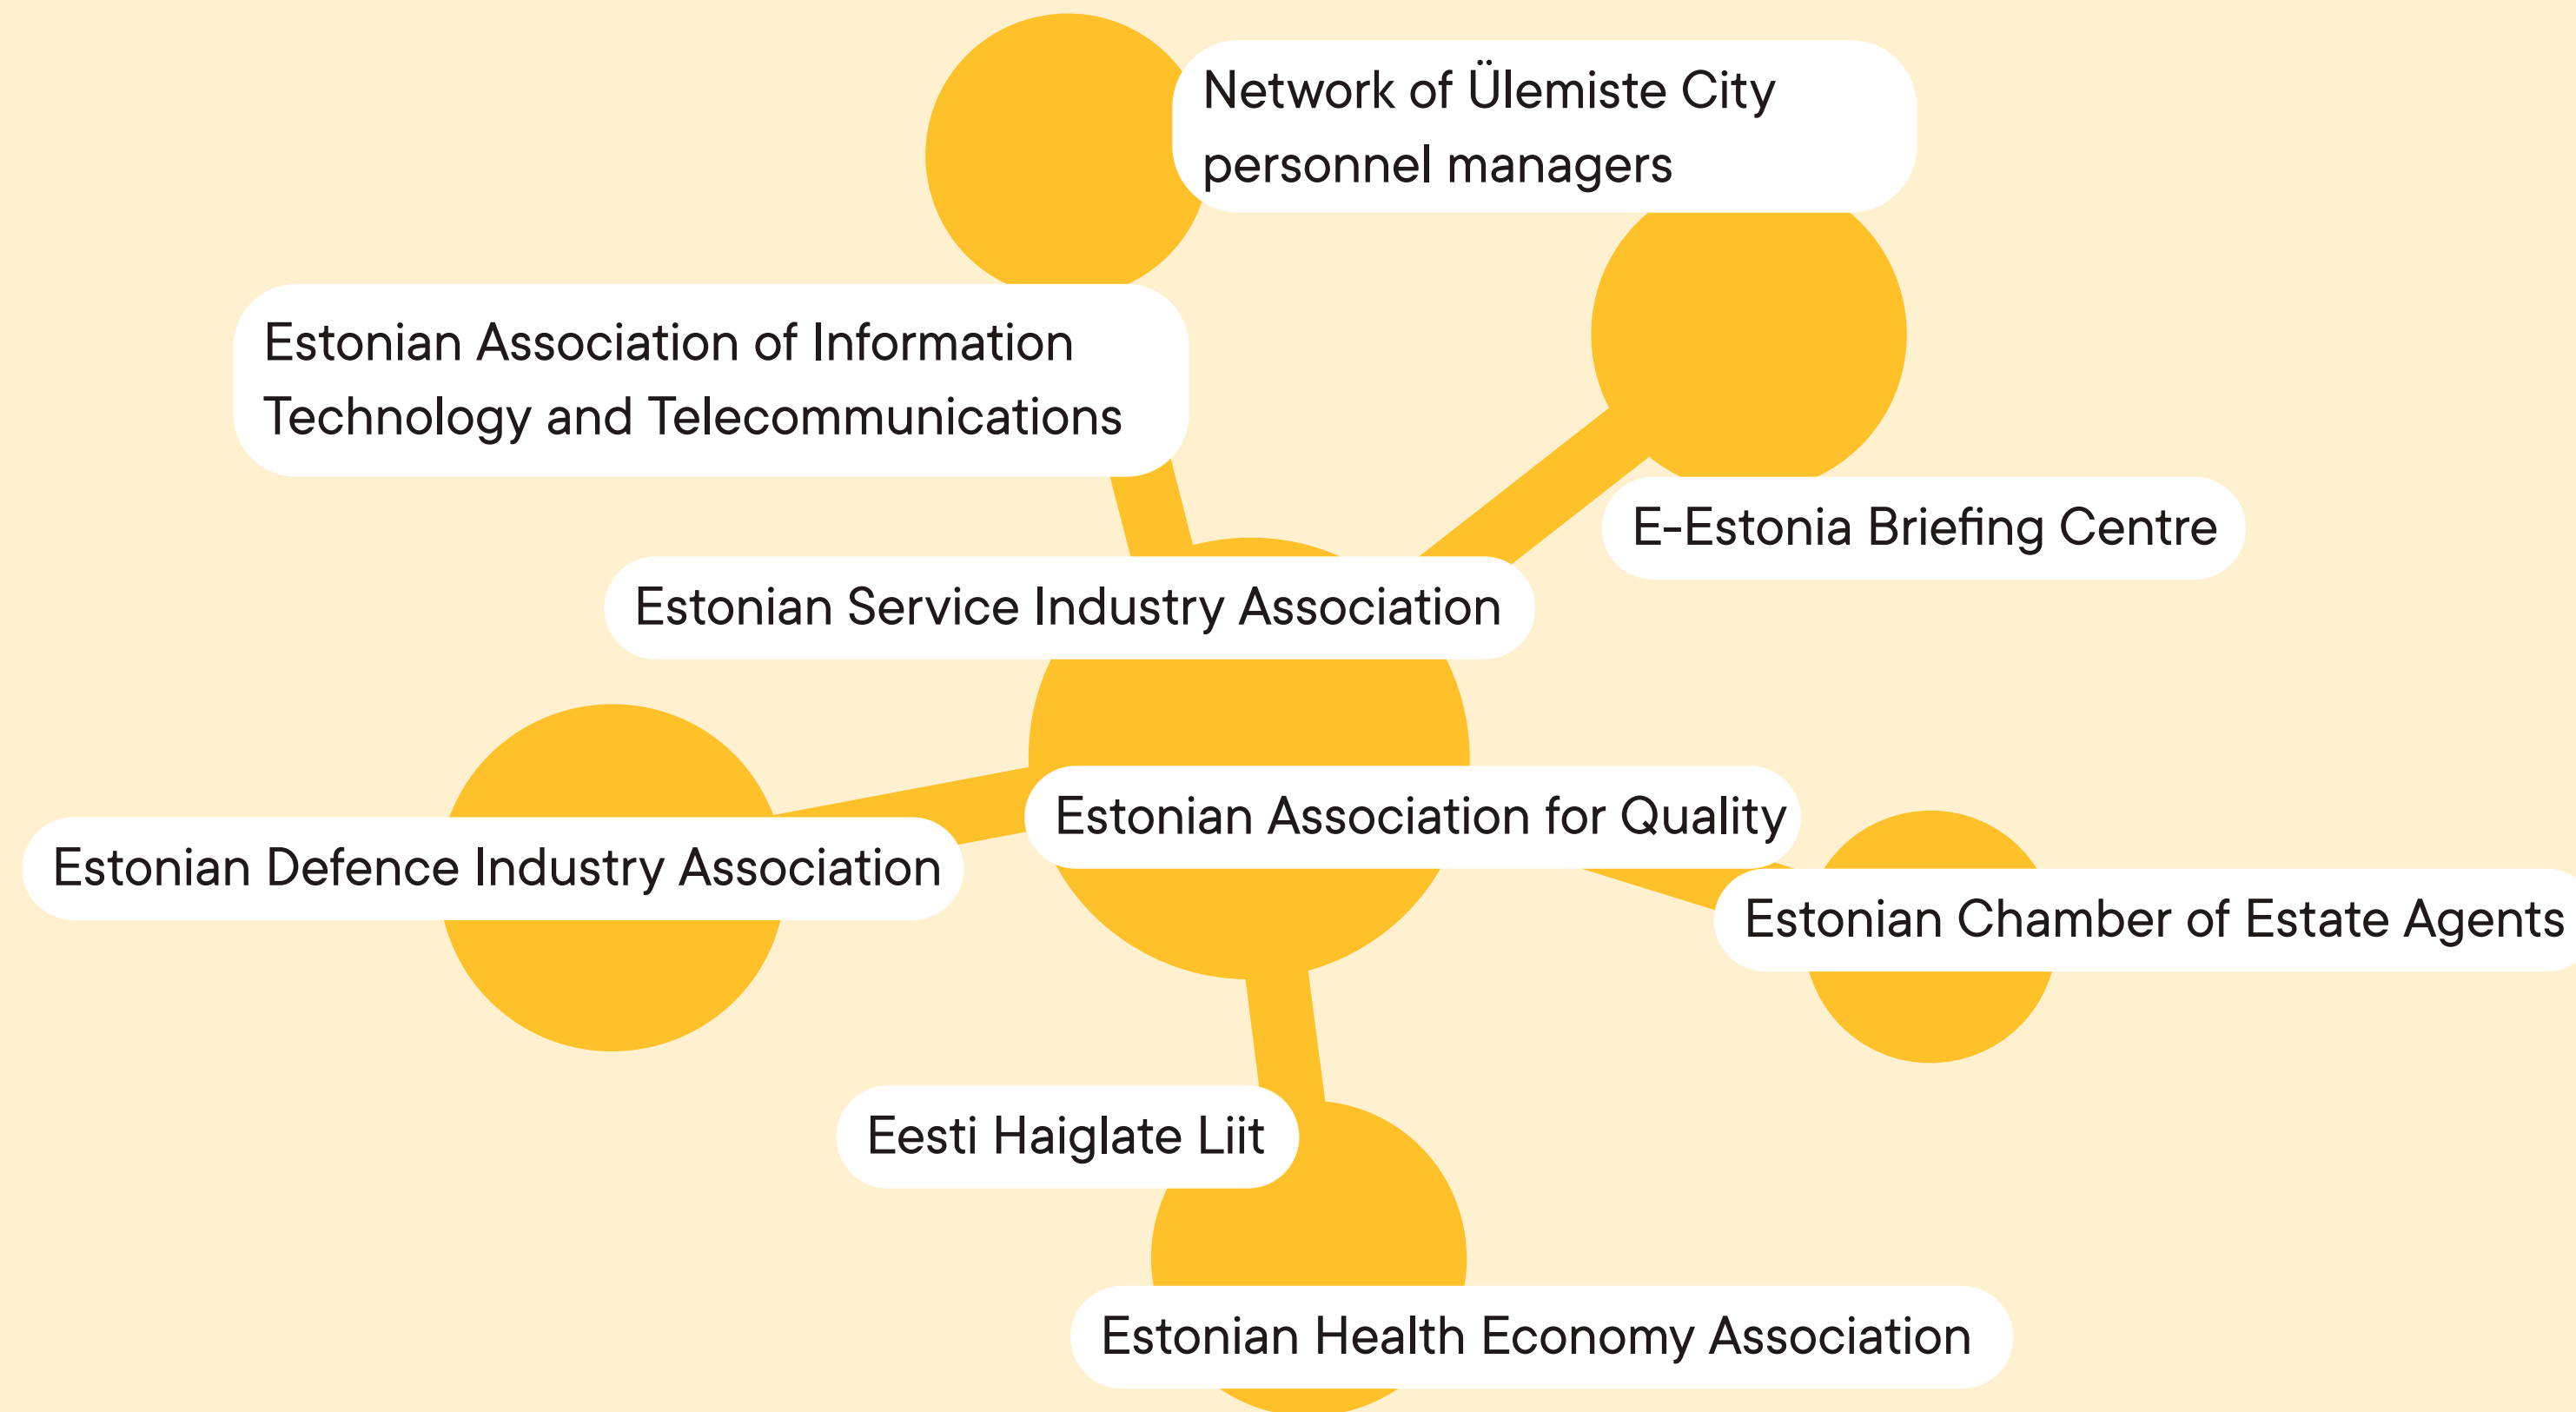 Network of Ülemiste City
personnel managers
Estonian Association of Information
Technology and Telecommunications
E-Estonia Briefing Centre
Estonian Service Industry Association
Estonian Association for Quality
Estonian Defence Industry Association
Estonian Chamber of Estate Agents
Eesti Haiglate Liit
Estonian Health Economy Association